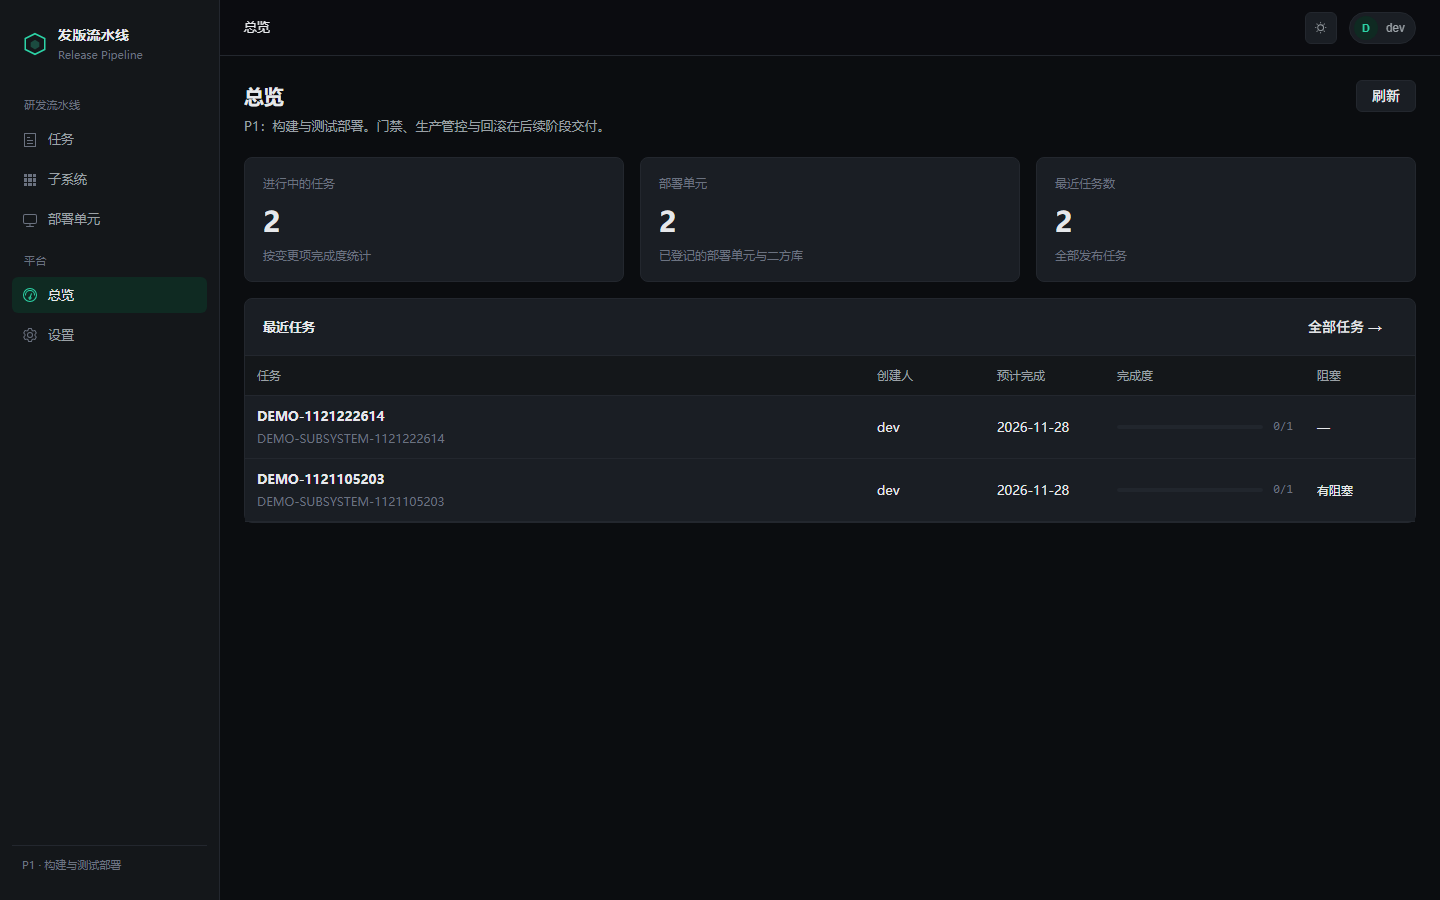 发版流水线
Release Pipeline
研发流水线
任务
子系统
部署单元
平台
总览
设置
P1 · 构建与测试部署
总览
D dev
总览
刷新
P1：构建与测试部署。门禁、生产管控与回滚在后续阶段交付。
进行中的任务
2
按变更项完成度统计
部署单元
2
已登记的部署单元与二方库
最近任务数
2
全部发布任务
最近任务
全部任务 →
任务 创建人 预计完成 完成度 阻塞
DEMO-1121222614
DEMO-SUBSYSTEM-1121222614
dev 2026-11-28 0/1 —
DEMO-1121105203
DEMO-SUBSYSTEM-1121105203
dev 2026-11-28 0/1 有阻塞